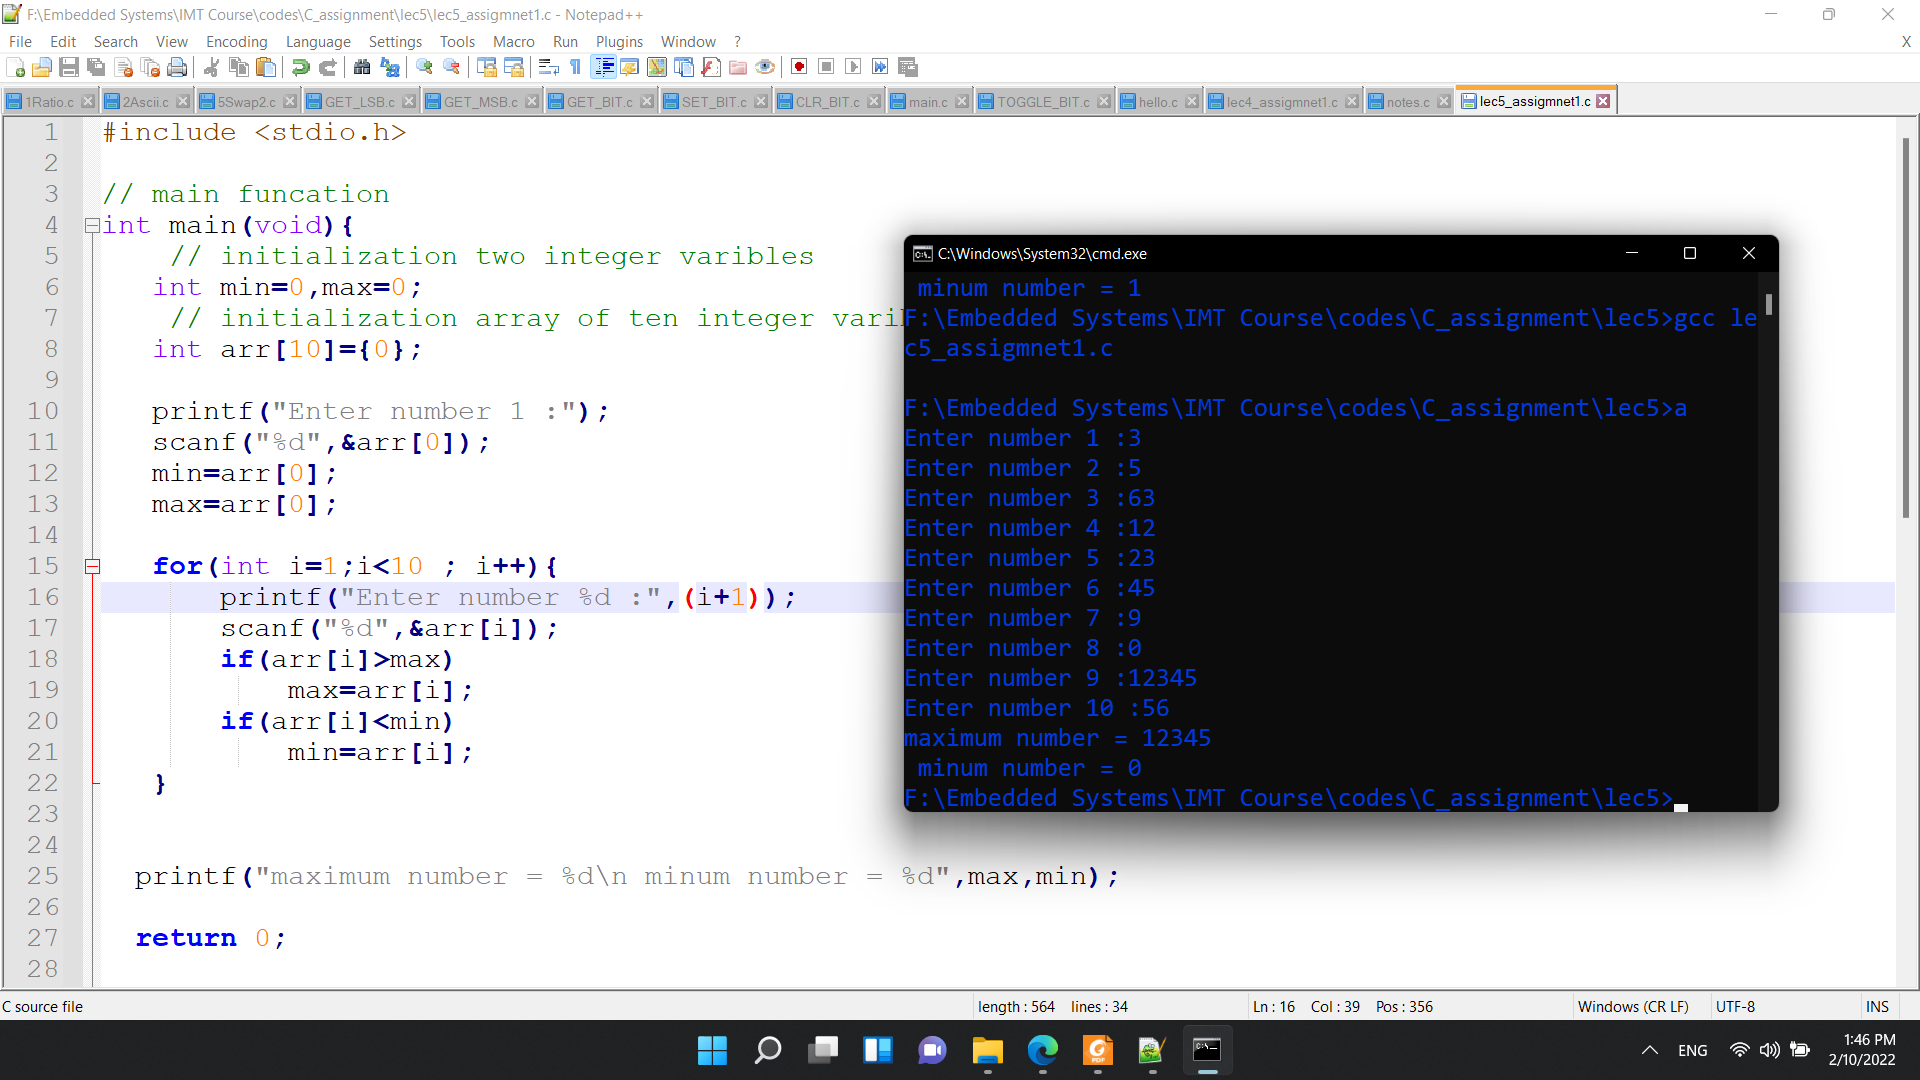 F:\Embedded Systems\IMT Course\codes\C_assignment\lec5\lec5_assigmnet1.c - Notepad++
File Edit Search View Encoding Language Settings Tools Macro Run Plugins Window ? X
1Ratio.c 2Ascii.c 5Swap2.c GET_LSB.c GET_MSB.c GET_BIT.c SET_BIT.c CLR_BIT.c main.c TOGGLE_BIT.c hello.c lec4_assigmnet1.c notes.c lec5_assigmnet1.c
1 #include <stdio.h>
2
3 // main funcation
4 int main(void){
5 // initialization two integer varibles
6 int min=0,max=0;
7 // initialization array of ten integer vari
8 int arr[10]={0};
9
10 printf("Enter number 1 :");
11 scanf("%d",&arr[0]);
12 min=arr[0];
13 max=arr[0];
14
15 for(int i=1;i<10 ; i++){
16 printf("Enter number %d :",(i+1));
17 scanf("%d",&arr[i]);
18 if(arr[i]>max)
19 max=arr[i];
20 if(arr[i]<min)
21 min=arr[i];
22 }
23
24
25 printf("maximum number = %d\n minum number = %d",max,min);
26
27 return 0;
28
C:\Windows\System32\cmd.exe
minum number = 1
F:\Embedded Systems\IMT Course\codes\C_assignment\lec5>gcc le
c5_assigmnet1.c
F:\Embedded Systems\IMT Course\codes\C_assignment\lec5>a
Enter number 1 :3
Enter number 2 :5
Enter number 3 :63
Enter number 4 :12
Enter number 5 :23
Enter number 6 :45
Enter number 7 :9
Enter number 8 :0
Enter number 9 :12345
Enter number 10 :56
maximum number = 12345
minum number = 0
F:\Embedded Systems\IMT Course\codes\C_assignment\lec5>
C source file length : 564 lines : 34 Ln : 16 Col : 39 Pos : 356 Windows (CR LF) UTF-8 INS
ENG 1:46 PM
2/10/2022